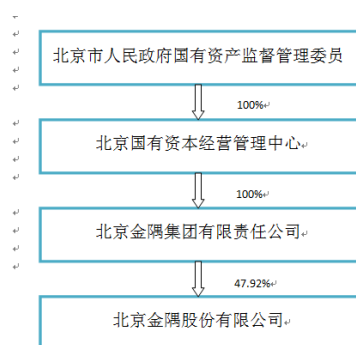 北京市人民政府国有资产监督管理委员
100%
北京国有资本经营管理中心
100%
北京金隅集团有限责任公司
47.92%
北京金隅股份有限公司